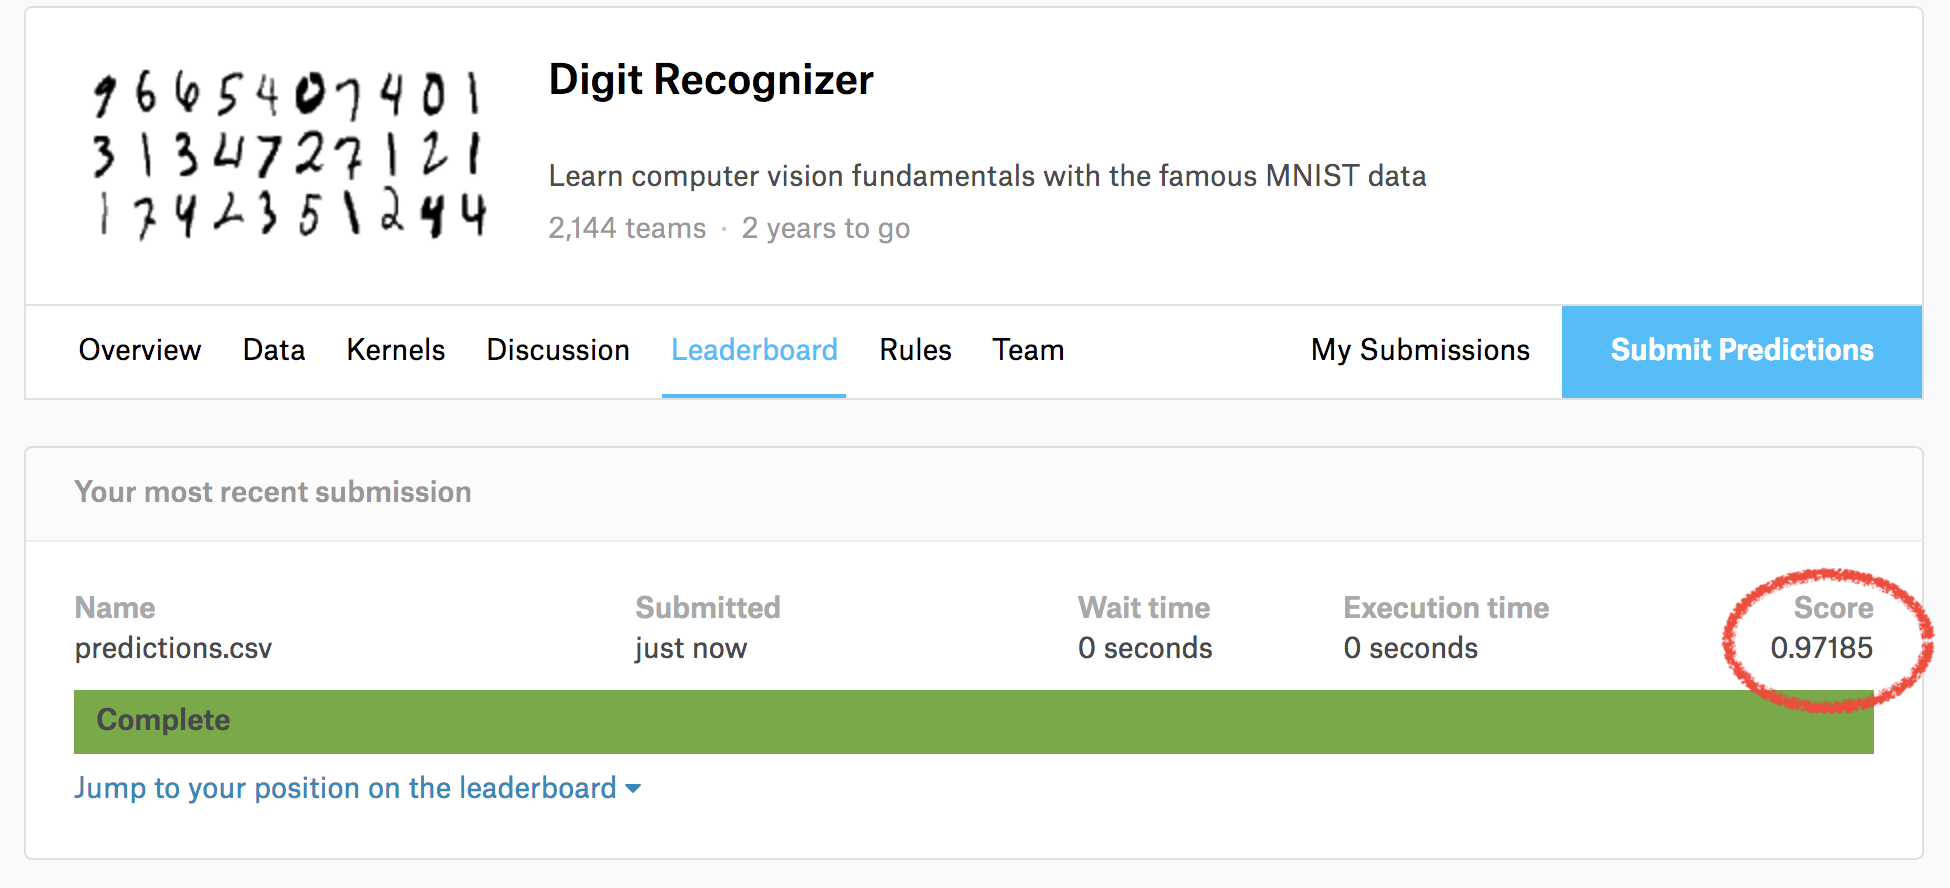 9 6 6 5 4 0 7 4 0 1
3 1 3 4 7 2 7 1 2 1
1 7 4 2 3 5 1 2 4 4
Digit Recognizer
Learn computer vision fundamentals with the famous MNIST data
2,144 teams · 2 years to go
Overview Data Kernels Discussion Leaderboard Rules Team My Submissions Submit Predictions
Your most recent submission
Name Submitted Wait time Execution time Score
predictions.csv just now 0 seconds 0 seconds 0.97185
Complete
Jump to your position on the leaderboard